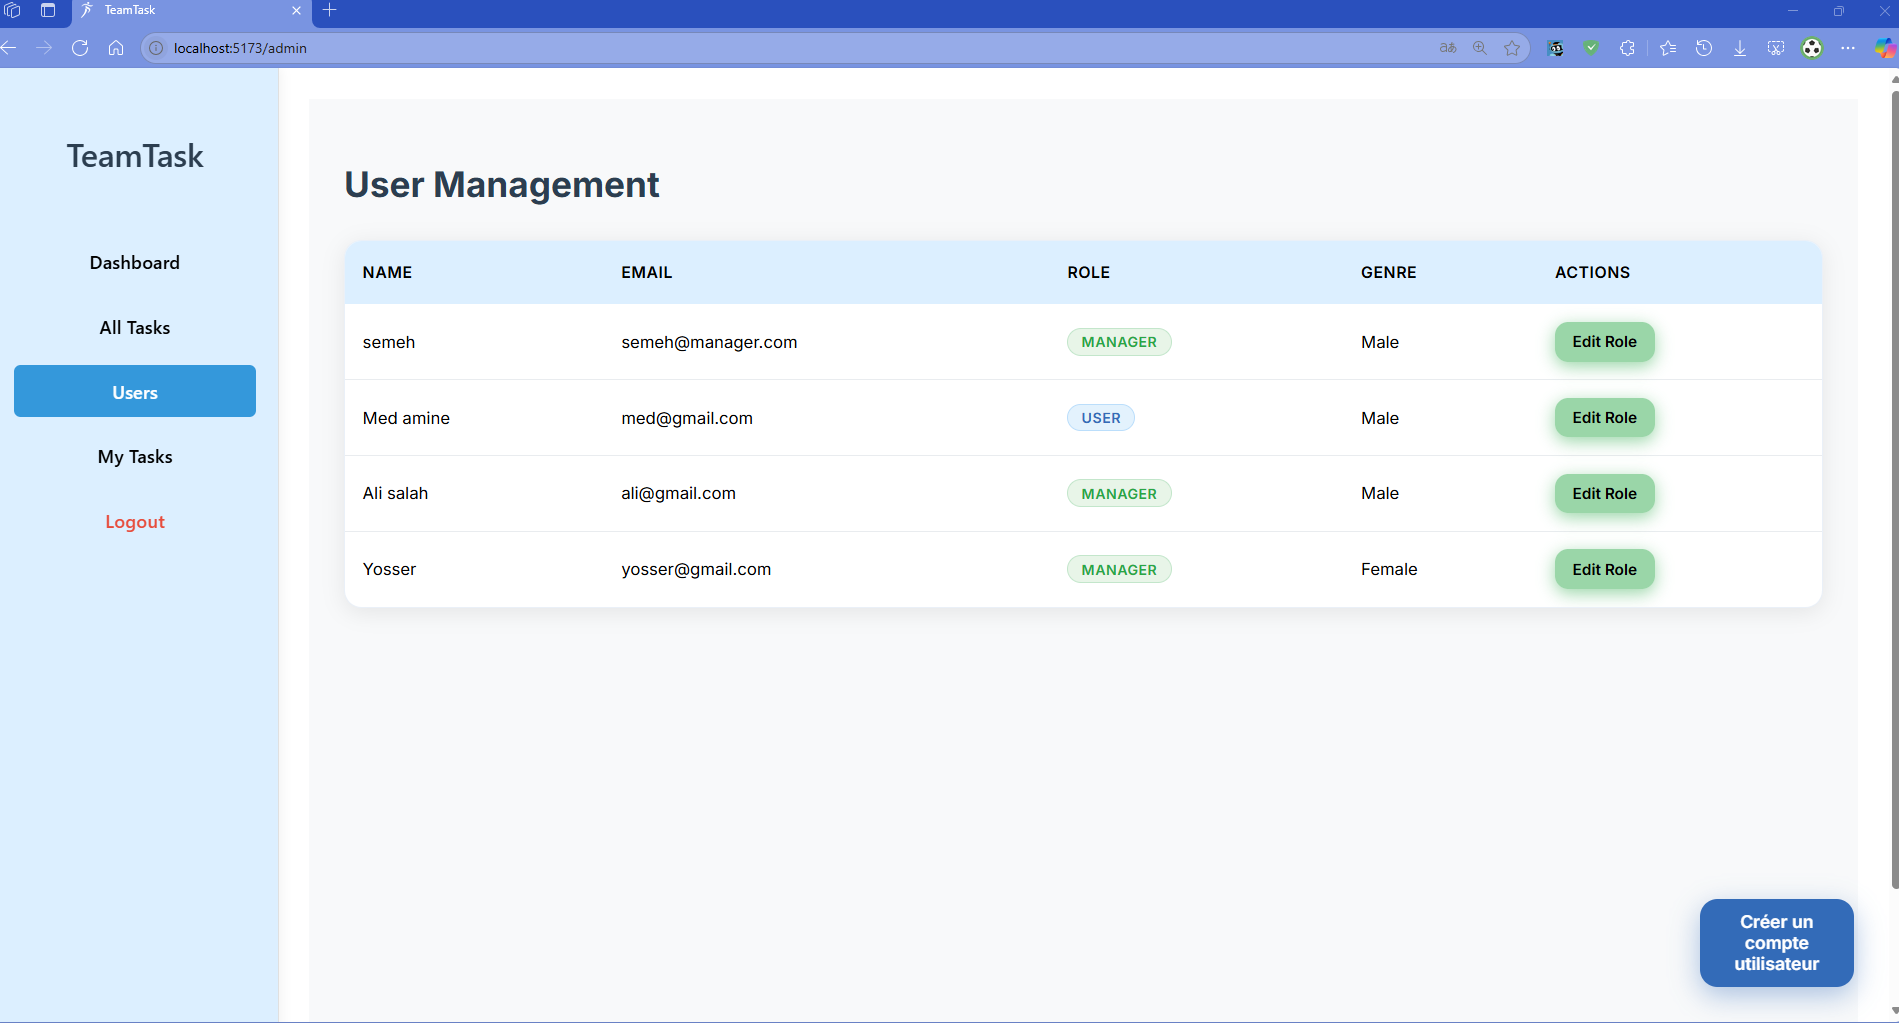 TeamTask
localhost:5173/admin
TeamTask
Dashboard
All Tasks
Users
My Tasks
Logout
User Management
NAME EMAIL ROLE GENRE ACTIONS
semeh semeh@manager.com MANAGER Male Edit Role
Med amine med@gmail.com USER Male Edit Role
Ali salah ali@gmail.com MANAGER Male Edit Role
Yosser yosser@gmail.com MANAGER Female Edit Role
Créer un
compte
utilisateur